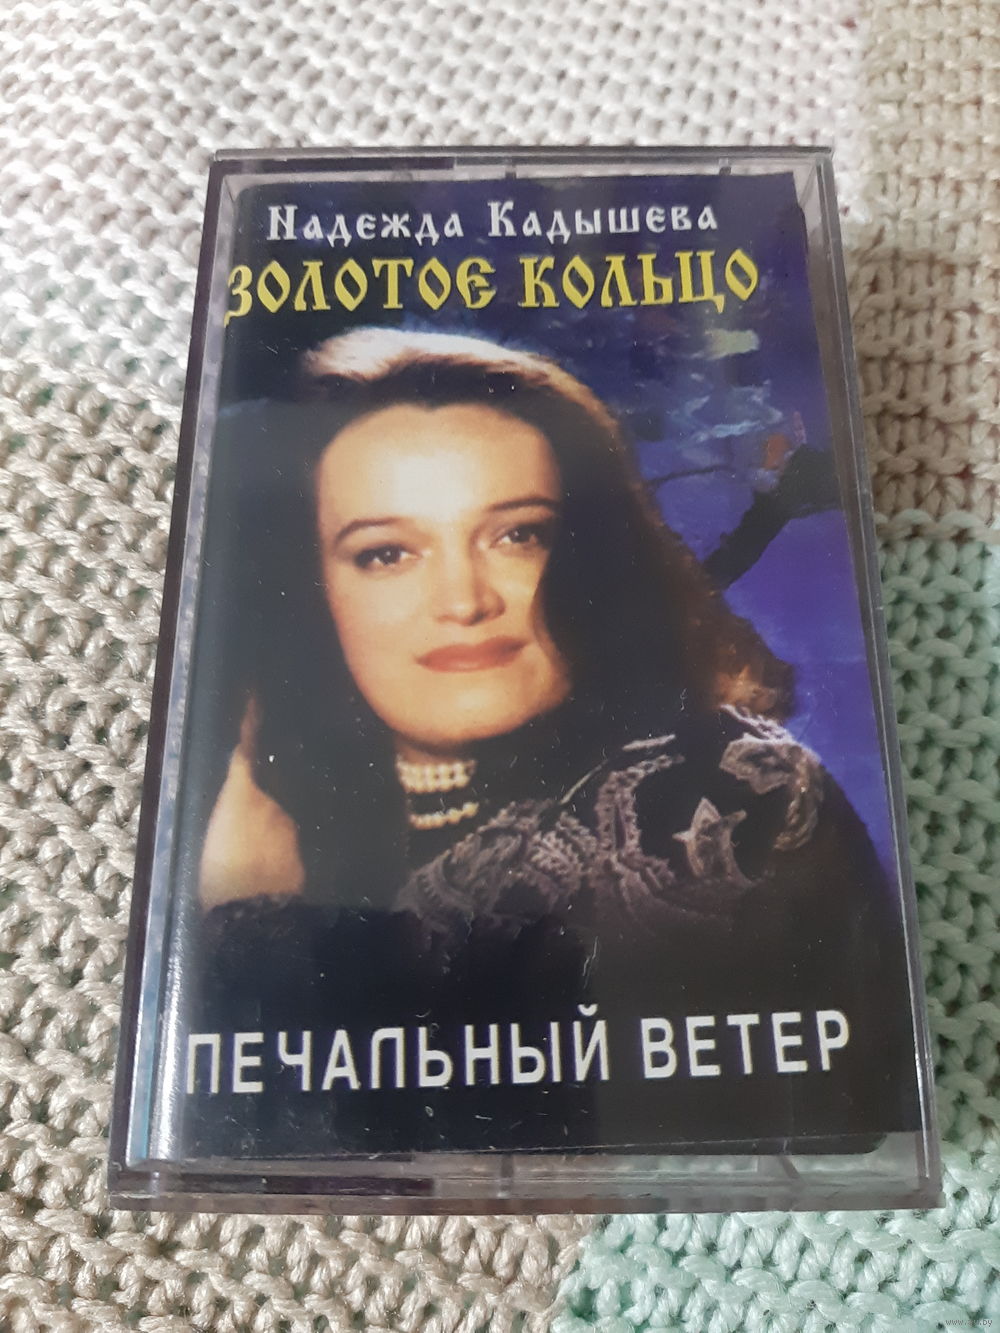 Надежда Кадышева
ЗОЛОТОЕ КОЛЬЦО
ПЕЧАЛЬНЫЙ ВЕТЕР